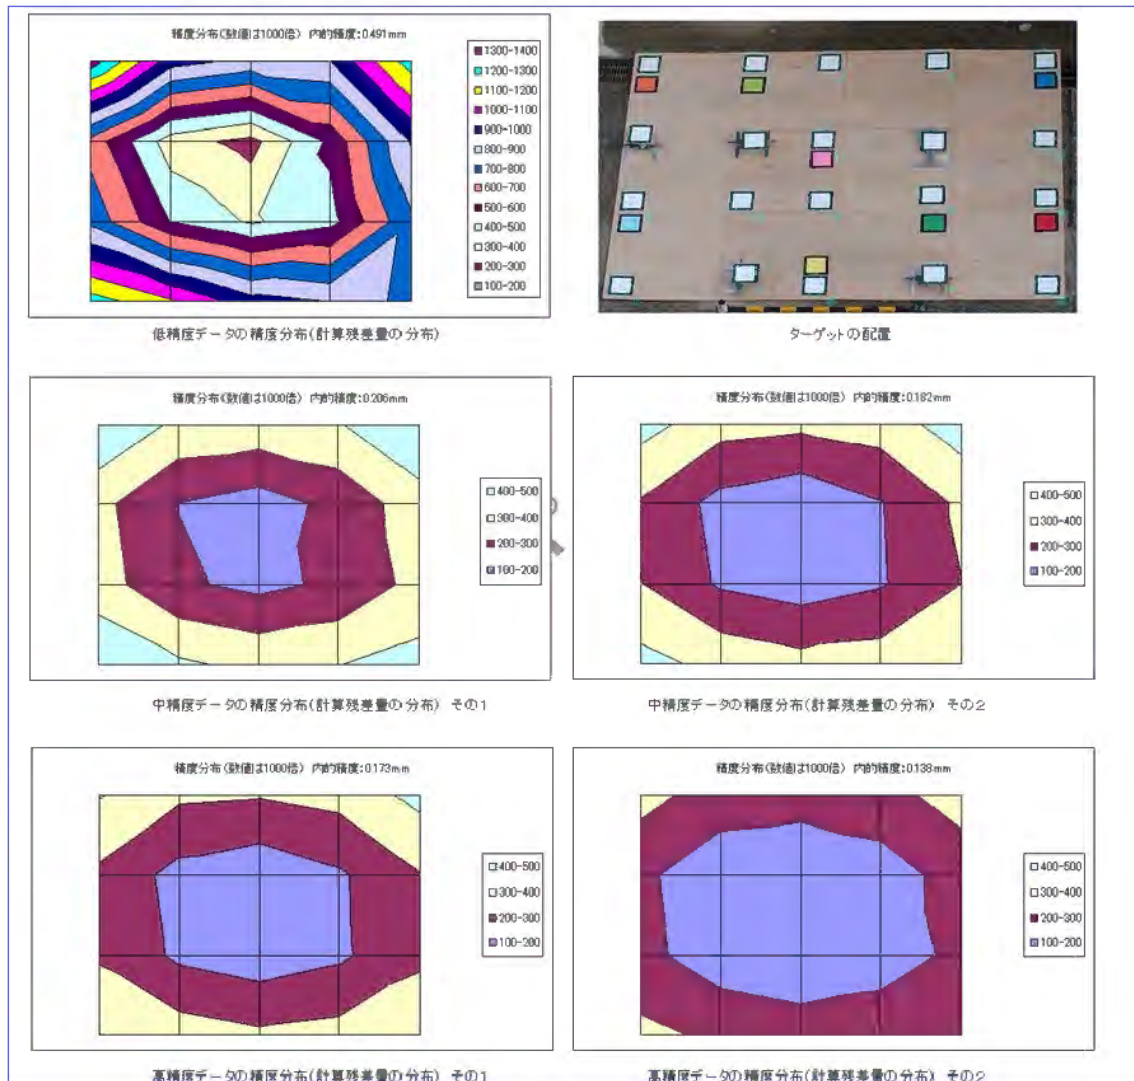 精度分布(数値は1000倍) 内的精度:0.491mm
1300-1400
1200-1300
1100-1200
1000-1100
900-1000
800-900
700-800
600-700
500-600
400-500
300-400
200-300
100-200
低精度データの精度分布(計算残差量の分布)
ターゲットの配置
精度分布(数値は1000倍) 内的精度:0.206mm
400-500
300-400
200-300
100-200
中精度データの精度分布(計算残差量の分布) その1
精度分布(数値は1000倍) 内的精度:0.182mm
400-500
300-400
200-300
100-200
中精度データの精度分布(計算残差量の分布) その2
精度分布(数値は1000倍) 内的精度:0.173mm
400-500
300-400
200-300
100-200
高精度データの精度分布(計算残差量の分布) その1
精度分布(数値は1000倍) 内的精度:0.138mm
400-500
300-400
200-300
100-200
高精度データの精度分布(計算残差量の分布) その2